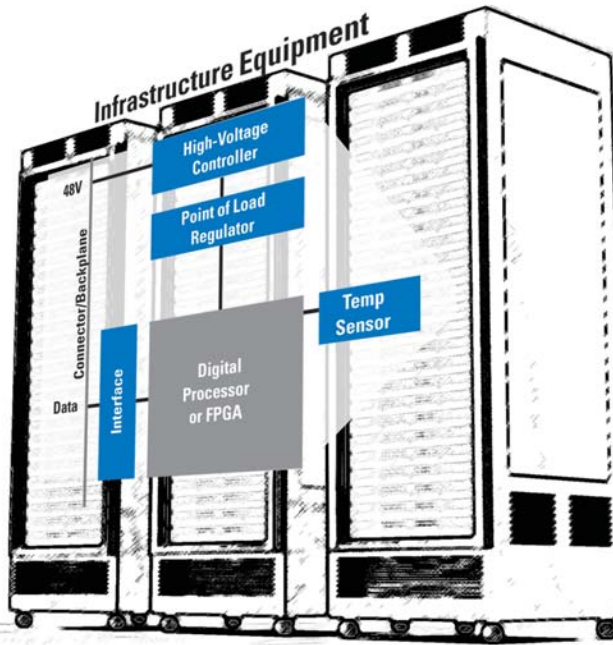 Infrastructure Equipment
High-Voltage
Controller
48V
Point of Load
Regulator
Connector/Backplane
Temp
Sensor
Digital
Processor
or FPGA
Data
Interface